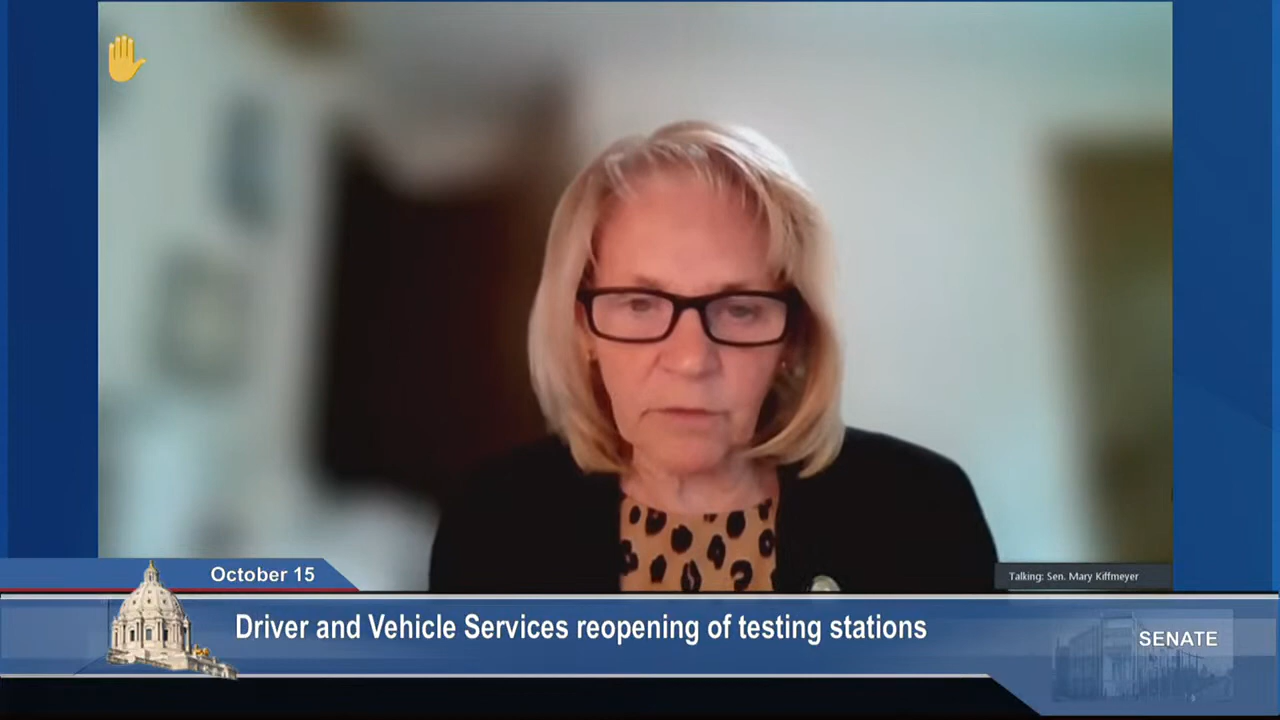 Talking: Sen. Mary Kiffmeyer
October 15
Driver and Vehicle Services reopening of testing stations
SENATE